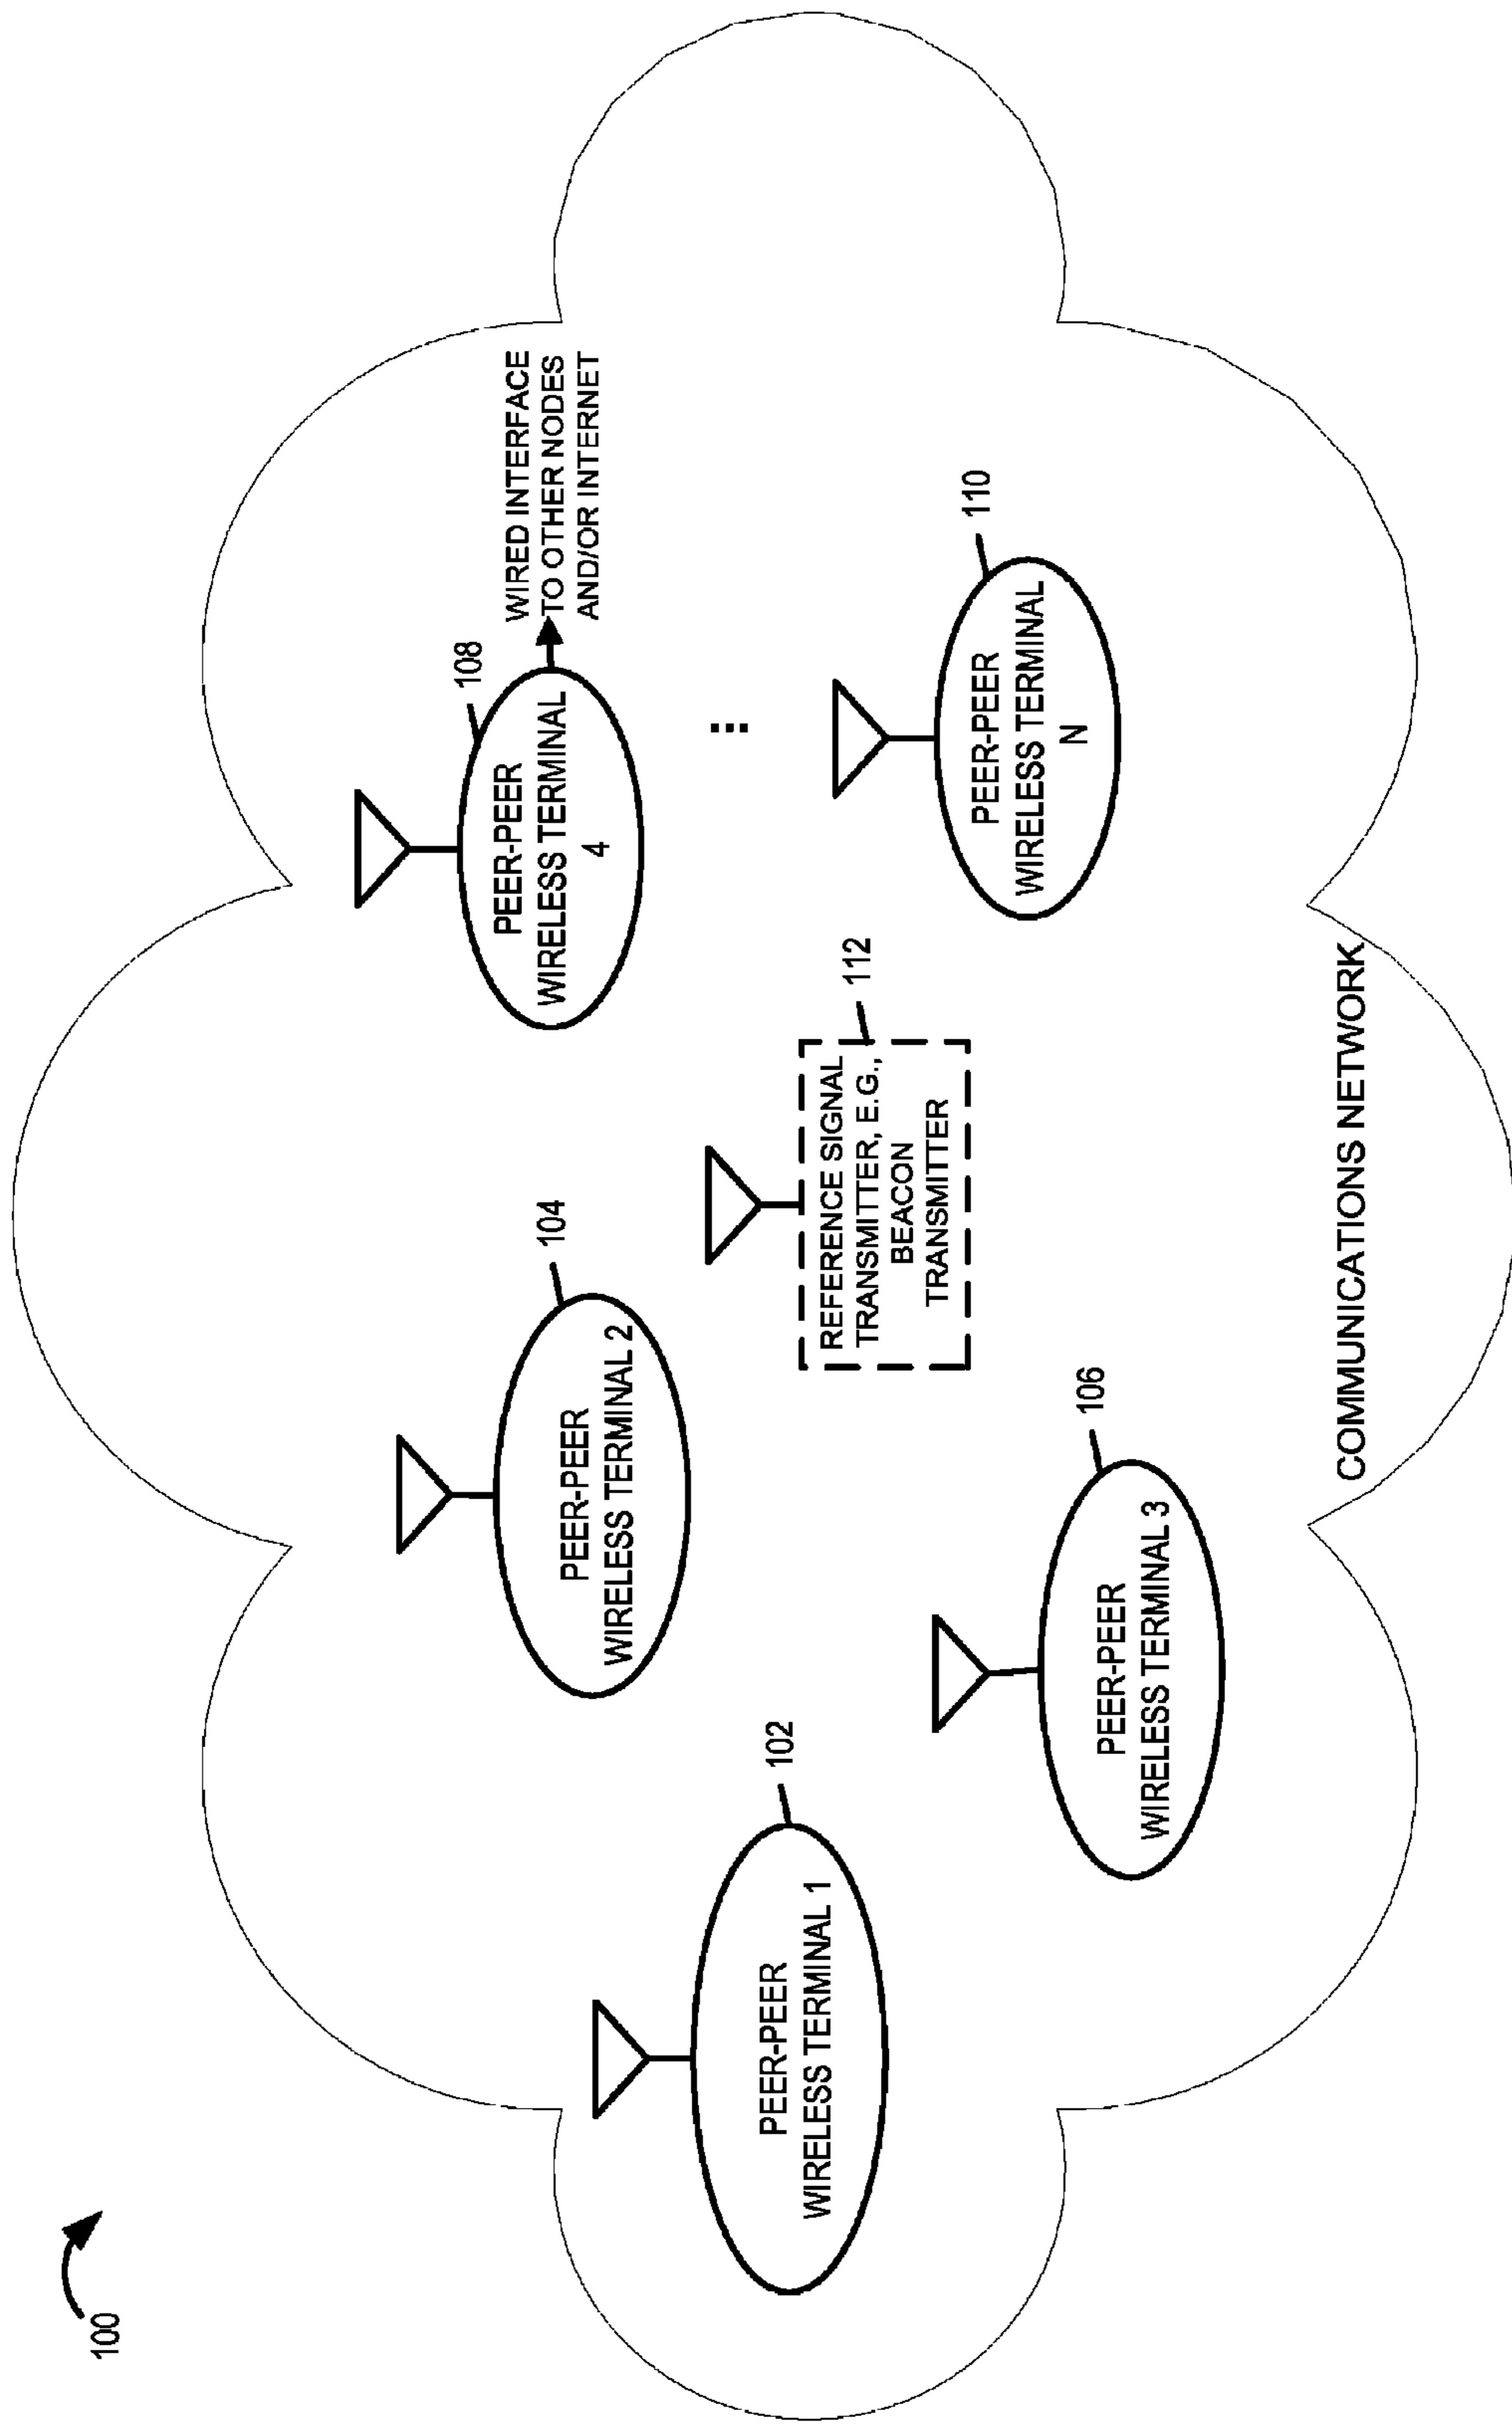 100
PEER-PEER
WIRELESS TERMINAL 1
102
PEER-PEER
WIRELESS TERMINAL 2
104
PEER-PEER
WIRELESS TERMINAL 3
106
REFERENCE SIGNAL
TRANSMITTER, E.G.,
BEACON
TRANSMITTER
112
PEER-PEER
WIRELESS TERMINAL
4
108
WIRED INTERFACE
TO OTHER NODES
AND/OR INTERNET
...
PEER-PEER
WIRELESS TERMINAL
N
110
COMMUNICATIONS NETWORK